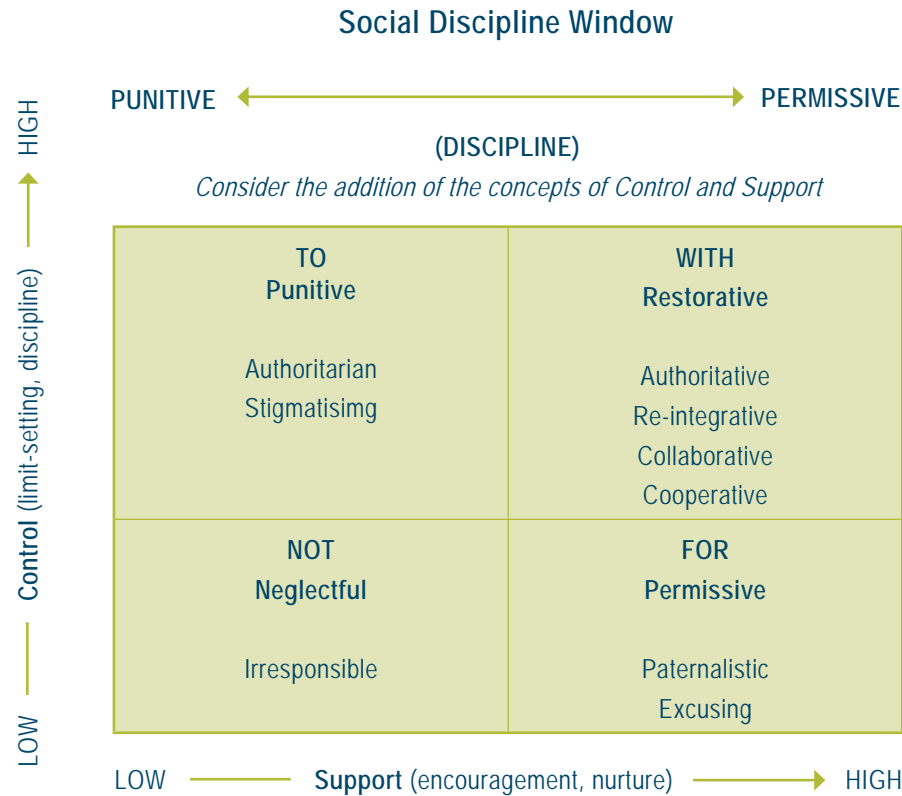 Social Discipline Window
PUNITIVE
PERMISSIVE
(DISCIPLINE)
Consider the addition of the concepts of Control and Support
HIGH
Control (limit-setting, discipline)
LOW
TO
Punitive
Authoritarian
Stigmatisimg
WITH
Restorative
Authoritative
Re-integrative
Collaborative
Cooperative
NOT
Neglectful
Irresponsible
FOR
Permissive
Paternalistic
Excusing
LOW
Support (encouragement, nurture)
HIGH